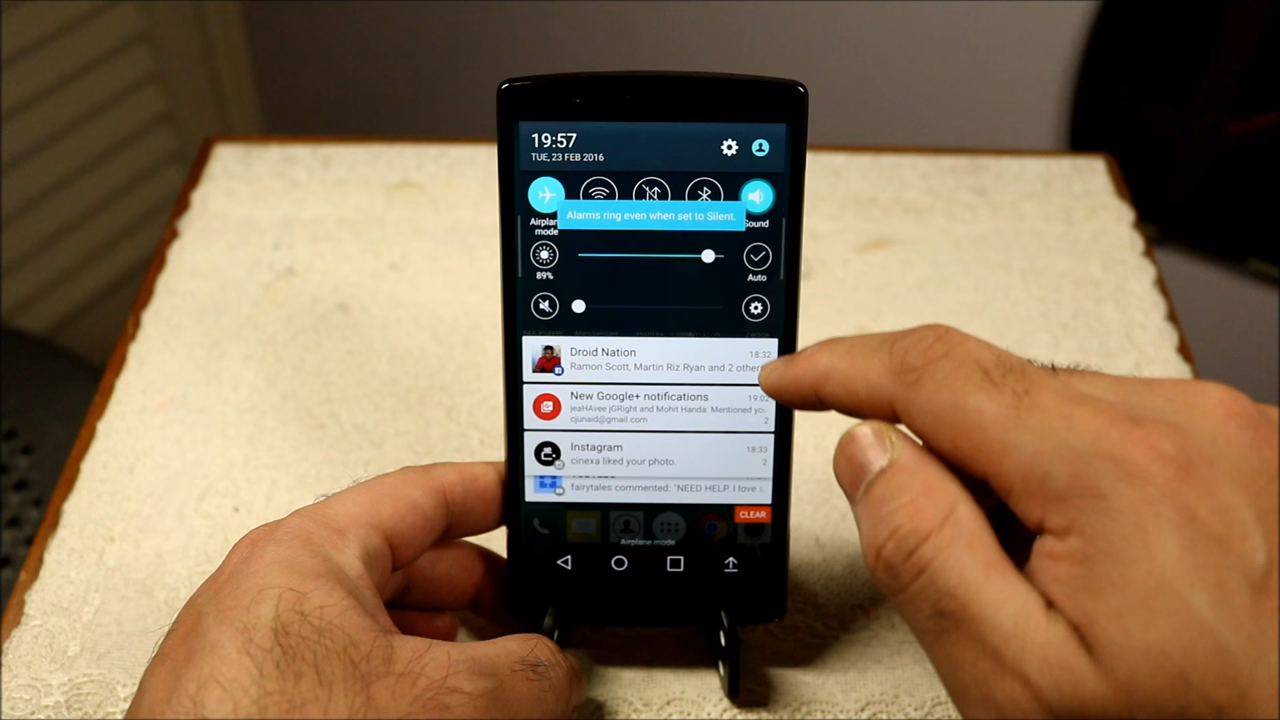 19:57
TUE, 23 FEB 2016
Alarms ring even when set to Silent.
Airplane
mode
Sound
89%
Auto
Droid Nation
18:32
Ramon Scott, Martin Riz Ryan and 2 other
New Google+ notifications
19:02
jeaHAvee jGRight and Mohit Handa: Mentioned yo
cjunaid@gmail.com
2
Instagram
18:33
cinexa liked your photo.
2
fairytales commented: "NEED HELP. I love
CLEAR
Airplane mode